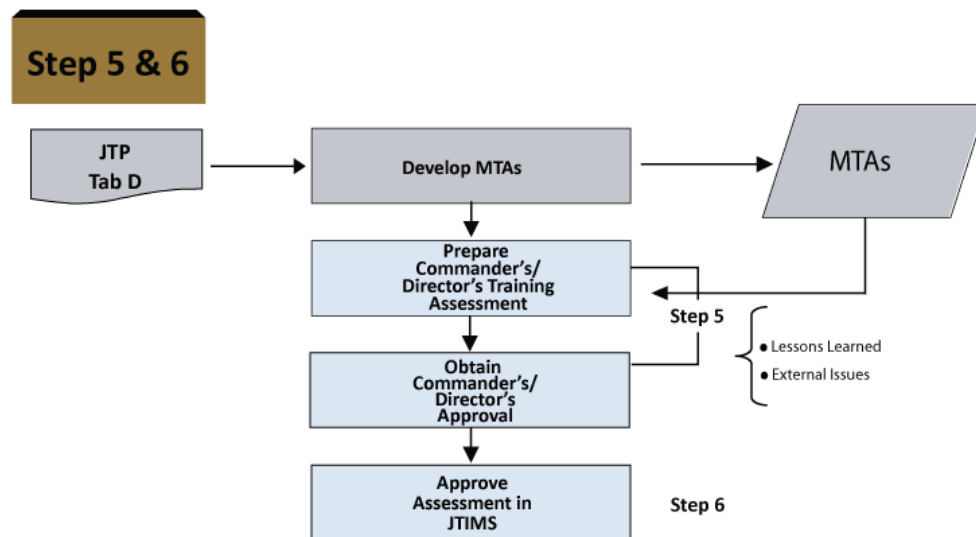 Step 5 & 6
JTP
Tab D
Develop MTAs
MTAs
Prepare
Commander's/
Director's Training
Assessment
Step 5
• Lessons Learned
• External Issues
Obtain
Commander's/
Director's
Approval
Approve
Assessment in
JTIMS
Step 6